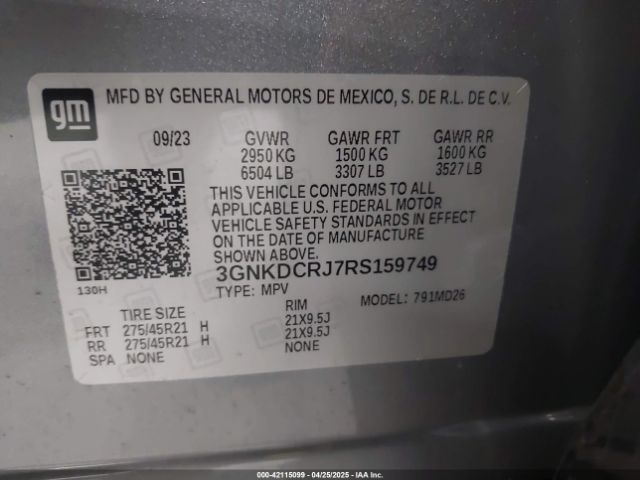 gm
MFD BY GENERAL MOTORS DE MEXICO, S. DE R.L. DE C.V.
09/23 GVWR GAWR FRT GAWR RR
2950 KG 1500 KG 1600 KG
6504 LB 3307 LB 3527 LB
THIS VEHICLE CONFORMS TO ALL
APPLICABLE U.S. FEDERAL MOTOR
VEHICLE SAFETY STANDARDS IN EFFECT
ON THE DATE OF MANUFACTURE
SHOWN ABOVE.
3GNKDCRJ7RS159749
130H
TYPE: MPV MODEL: 791MD26
TIRE SIZE RIM
FRT 275/45R21 H 21X9.5J
RR 275/45R21 H 21X9.5J
SPA NONE NONE
000-42115099 - 04/25/2025 - IAAI.COM